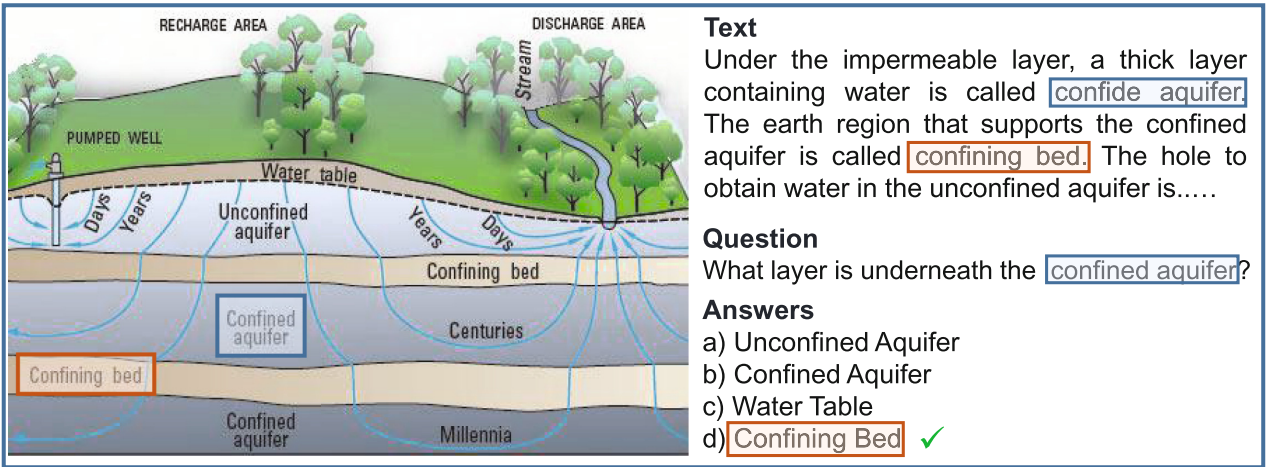 RECHARGE AREA
DISCHARGE AREA
Stream
PUMPED WELL
Water table
Days
Years
Unconfined
aquifer
Years
Days
Confining bed
Confined
aquifer
Centuries
Confining bed
Confined
aquifer
Millennia
Text
Under the impermeable layer, a thick layer
containing water is called confide aquifer.
The earth region that supports the confined
aquifer is called confining bed. The hole to
obtain water in the unconfined aquifer is.....
Question
What layer is underneath the confined aquifer?
Answers
a) Unconfined Aquifer
b) Confined Aquifer
c) Water Table
d) Confining Bed ✓